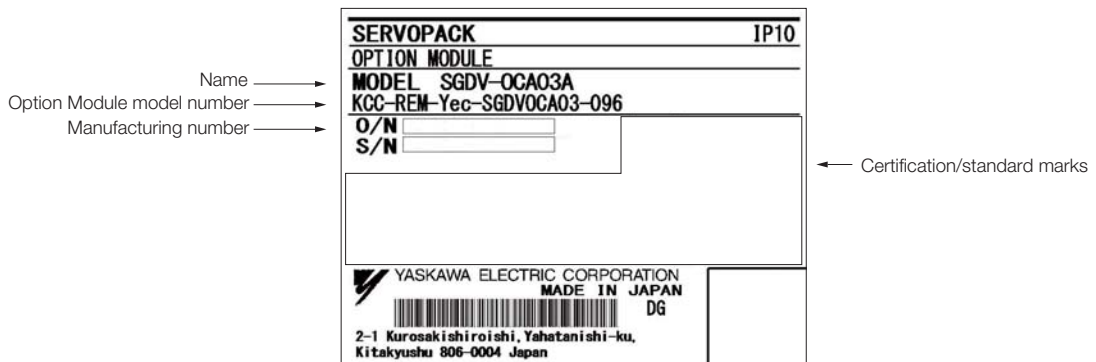 SERVOPACK IP10
OPTION MODULE
Name
MODEL SGDV-OCA03A
Option Module model number
KCC-REM-Yec-SGDVOCA03-096
Manufacturing number
O/N
S/N
Certification/standard marks
YASKAWA ELECTRIC CORPORATION
MADE IN JAPAN
DG
2-1 Kurosakishiroishi, Yahatanishi-ku,
Kitakyushu 806-0004 Japan